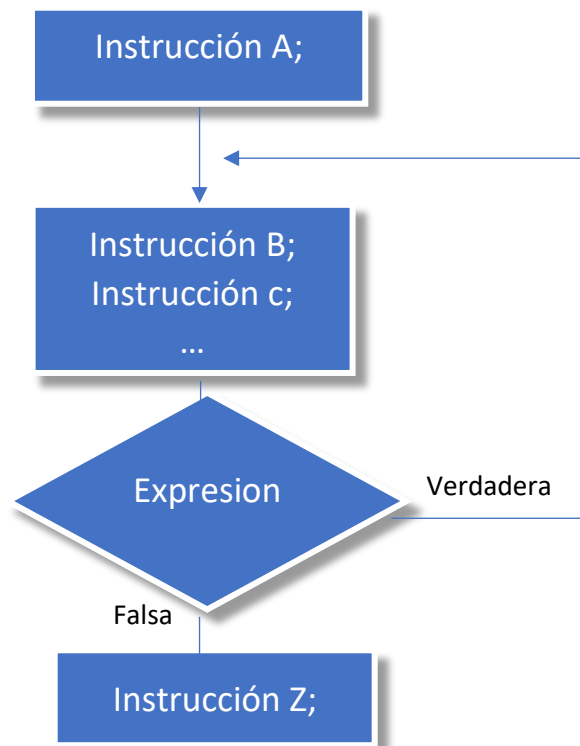 Instrucción A;
Instrucción B;
Instrucción c;
...
Expresion
Verdadera
Falsa
Instrucción Z;